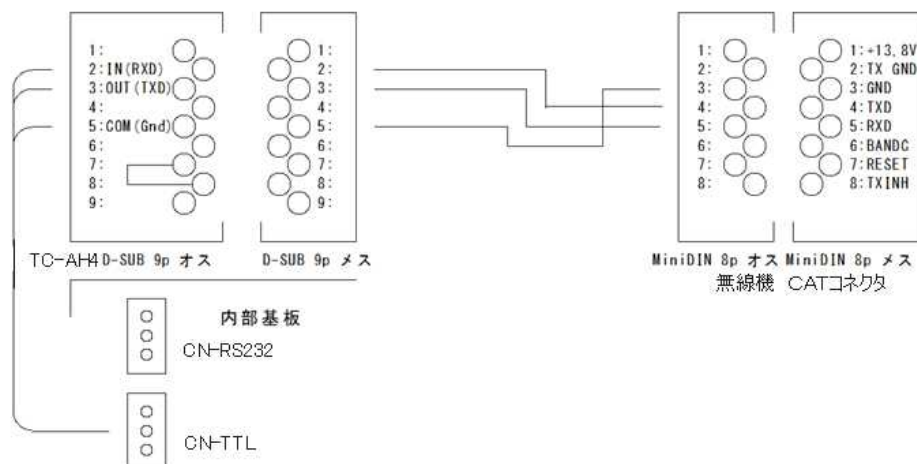 1:
2:IN(RXD)
3:OUT(TXD)
4:
5:COM(Gnd)
6:
7:
8:
9:
1:
2:
3:
4:
5:
6:
7:
8:
9:
1:
2:
3:
4:
5:
6:
7:
8:
1:+13,8V
2:TX GND
3:GND
4:TXD
5:RXD
6:BANDC
7:RESET
8:TXINH
TC-AH4 D-SUB 9p オス
D-SUB 9p メス
MiniDIN 8p オス
MiniDIN 8p メス
無線機 CATコネクタ
内部基板
CN-RS232
CN-TTL